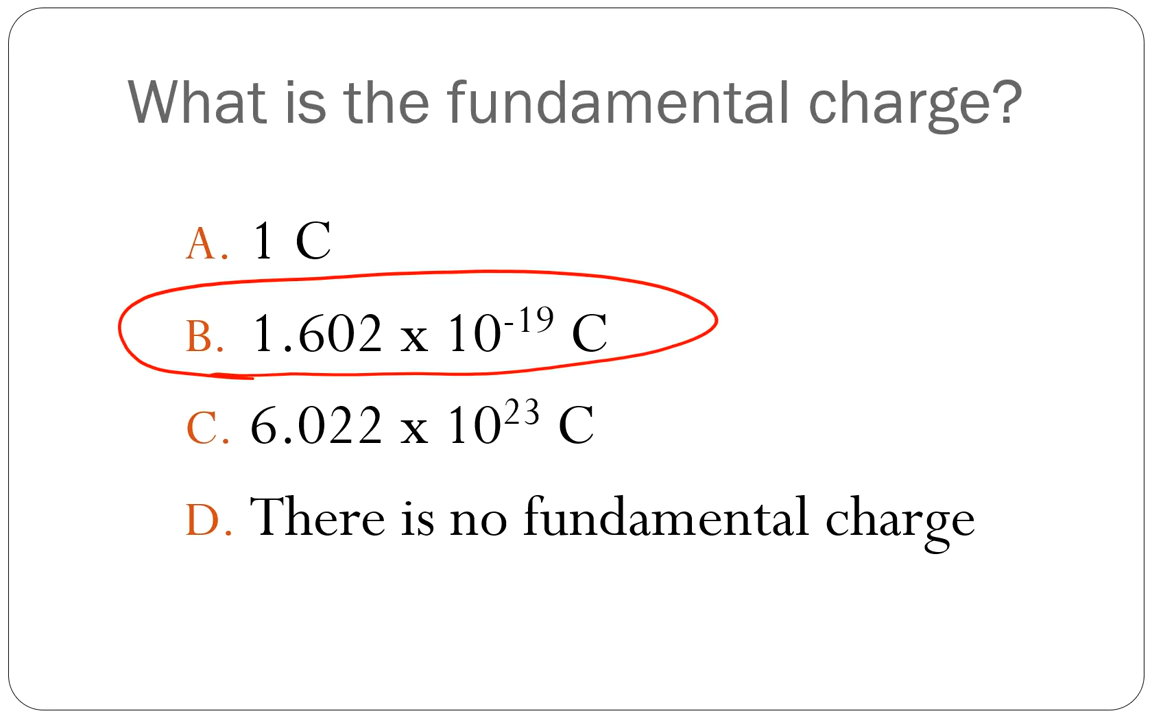 What is the fundamental charge?
A. 1 C
B. 1.602 x 10⁻¹⁹ C
C. 6.022 x 10²³ C
D. There is no fundamental charge